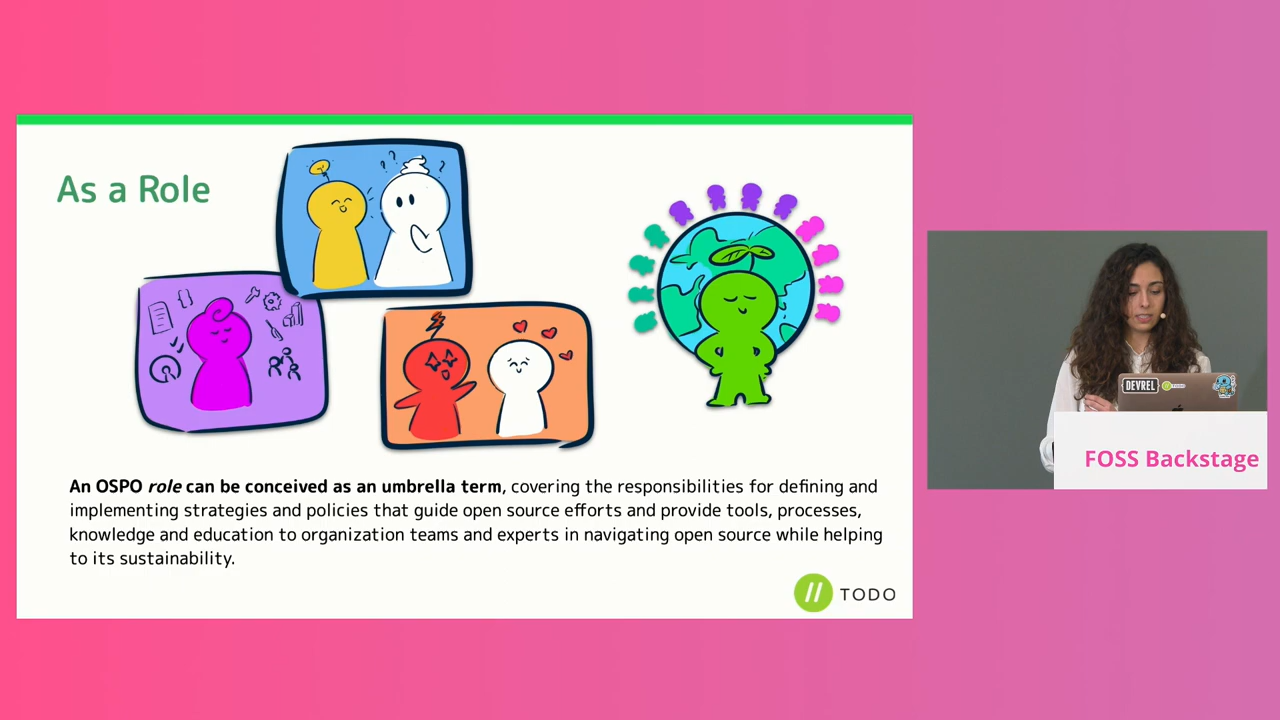 As a Role
An OSPO role can be conceived as an umbrella term, covering the responsibilities for defining and
implementing strategies and policies that guide open source efforts and provide tools, processes,
knowledge and education to organization teams and experts in navigating open source while helping
to its sustainability.
// TODO
DEVREL
TODO
FOSS Backstage